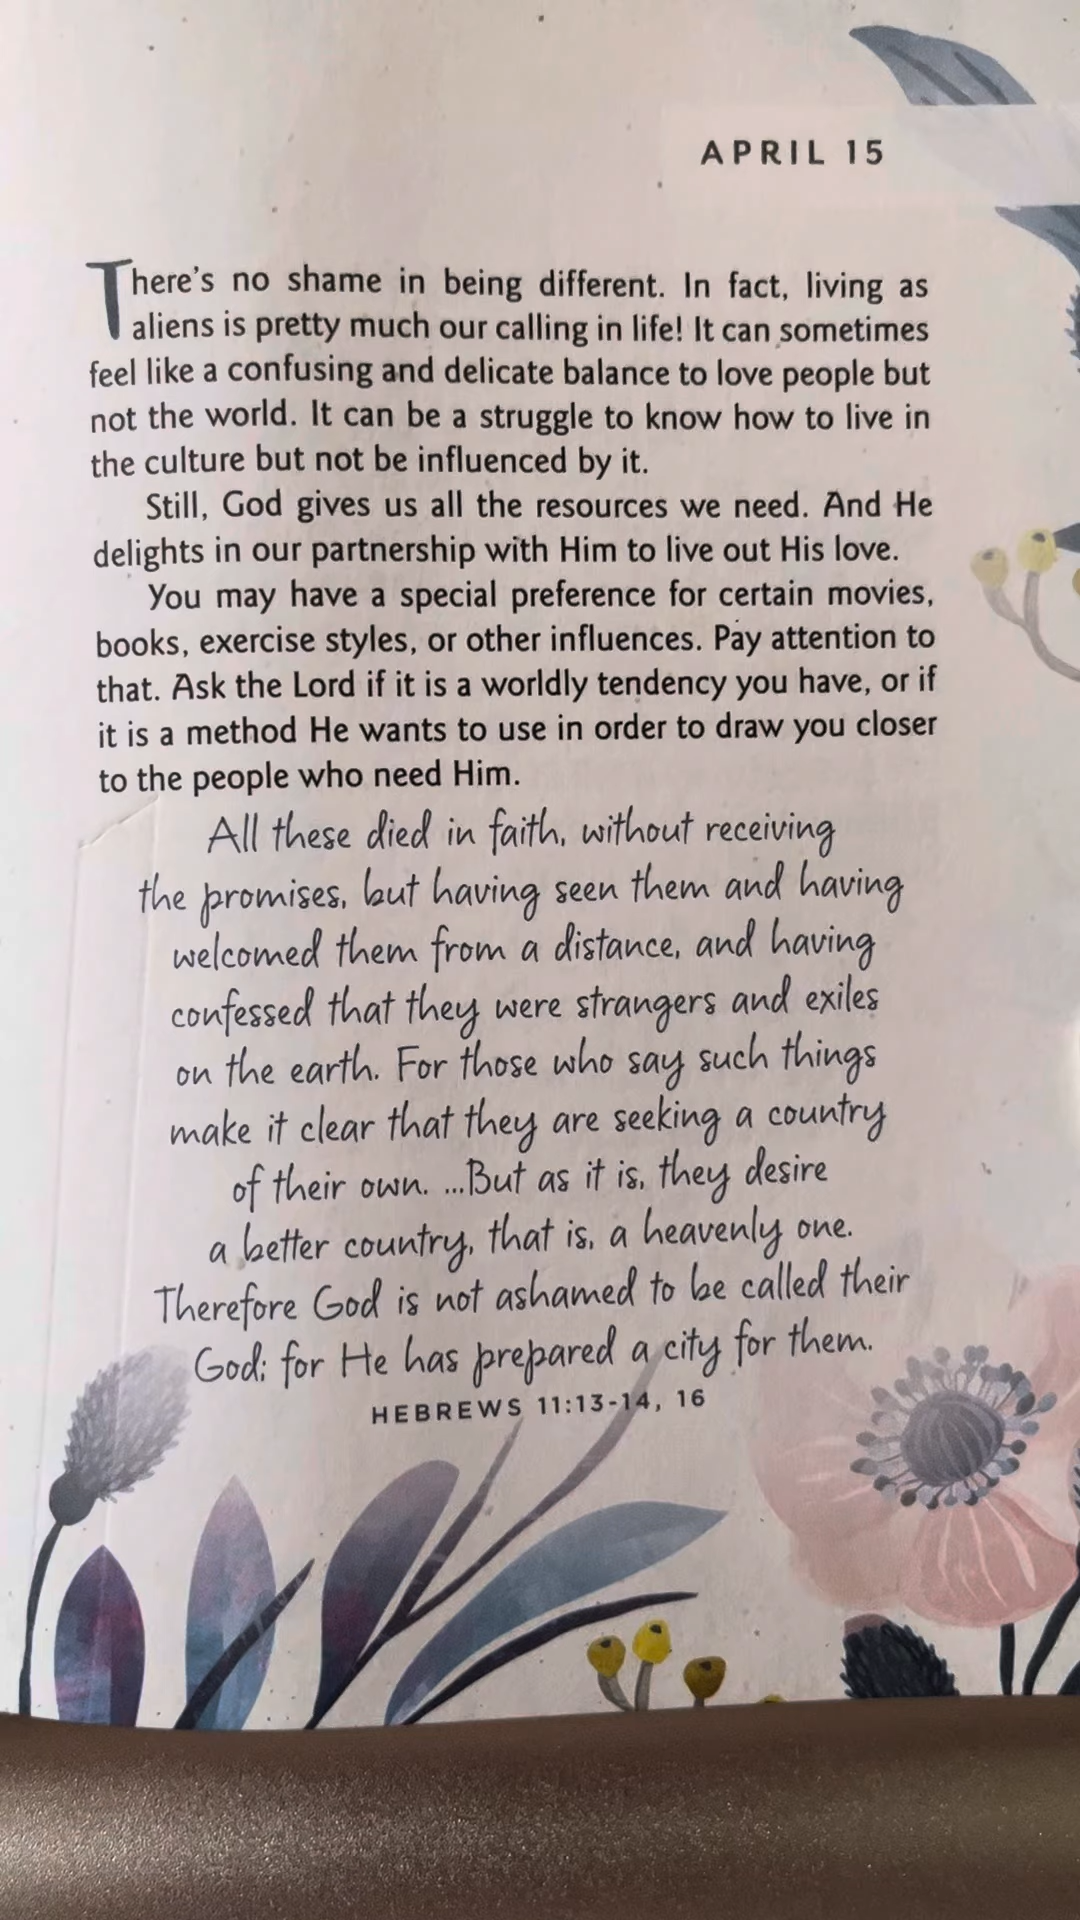 APRIL 15
There's no shame in being different. In fact, living as
aliens is pretty much our calling in life! It can sometimes
feel like a confusing and delicate balance to love people but
not the world. It can be a struggle to know how to live in
the culture but not be influenced by it.
Still, God gives us all the resources we need. And He
delights in our partnership with Him to live out His love.
You may have a special preference for certain movies,
books, exercise styles, or other influences. Pay attention to
that. Ask the Lord if it is a worldly tendency you have, or if
it is a method He wants to use in order to draw you closer
to the people who need Him.
All these died in faith, without receiving
the promises, but having seen them and having
welcomed them from a distance, and having
confessed that they were strangers and exiles
on the earth. For those who say such things
make it clear that they are seeking a country
of their own. ...But as it is, they desire
a better country, that is, a heavenly one.
Therefore God is not ashamed to be called their
God; for He has prepared a city for them.
HEBREWS 11:13-14, 16